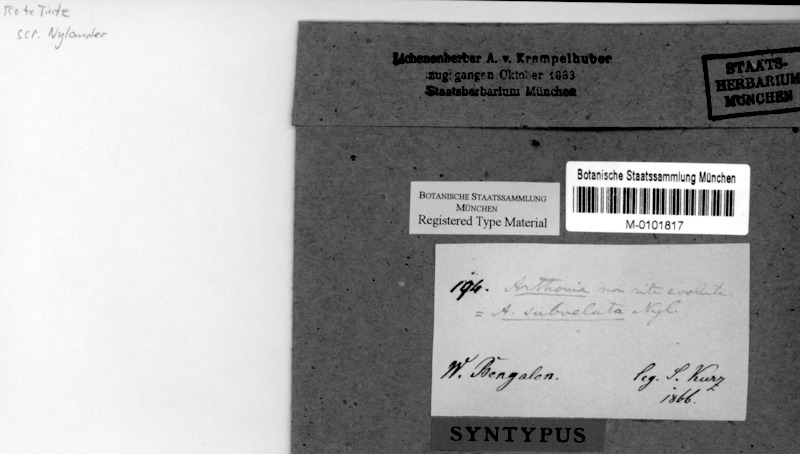 Rote Tinte
scr. Nylander
Lichenenherbar A. v. Krempelhuber
zugegangen Oktober 1883
Staatsherbarium München
STAATS-
HERBARIUM
MÜNCHEN
BOTANISCHE STAATSSAMMLUNG
MÜNCHEN
Registered Type Material
Botanische Staatssammlung München
M-0101817
194. Arthonia non rite evoluta.
= A. subvelata Nyl.
W. Bengalen.
leg. S. Kurz
1866.
SYNTYPUS